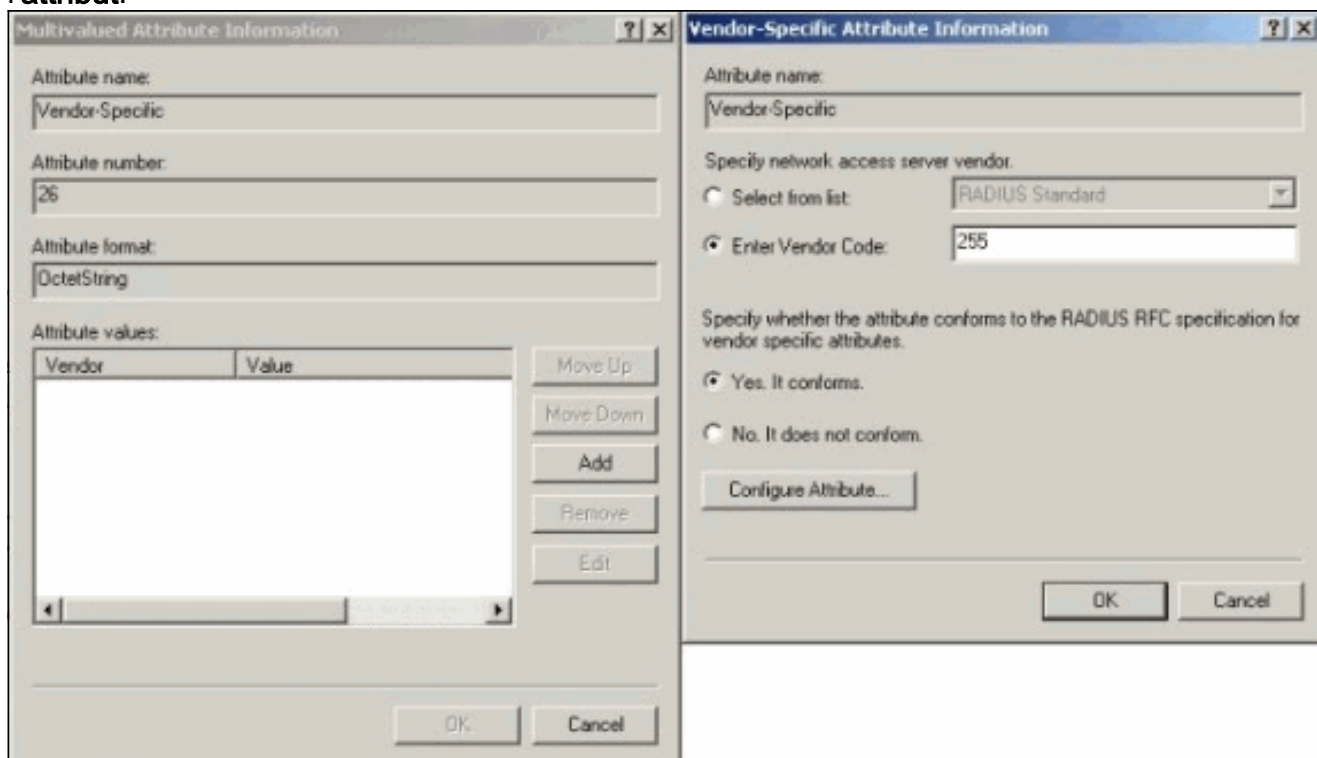 Multivalued Attribute Information
Attribute name:
Vendor-Specific
Attribute number:
26
Attribute format:
OctetString
Attribute values:
Vendor Value
Move Up
Move Down
Add
Remove
Edit
OK Cancel
Vendor-Specific Attribute Information
Attribute name:
Vendor-Specific
Specify network access server vendor.
Select from list: RADIUS Standard
Enter Vendor Code: 255
Specify whether the attribute conforms to the RADIUS RFC specification for
vendor specific attributes.
Yes. It conforms.
No. It does not conform.
Configure Attribute...
OK Cancel